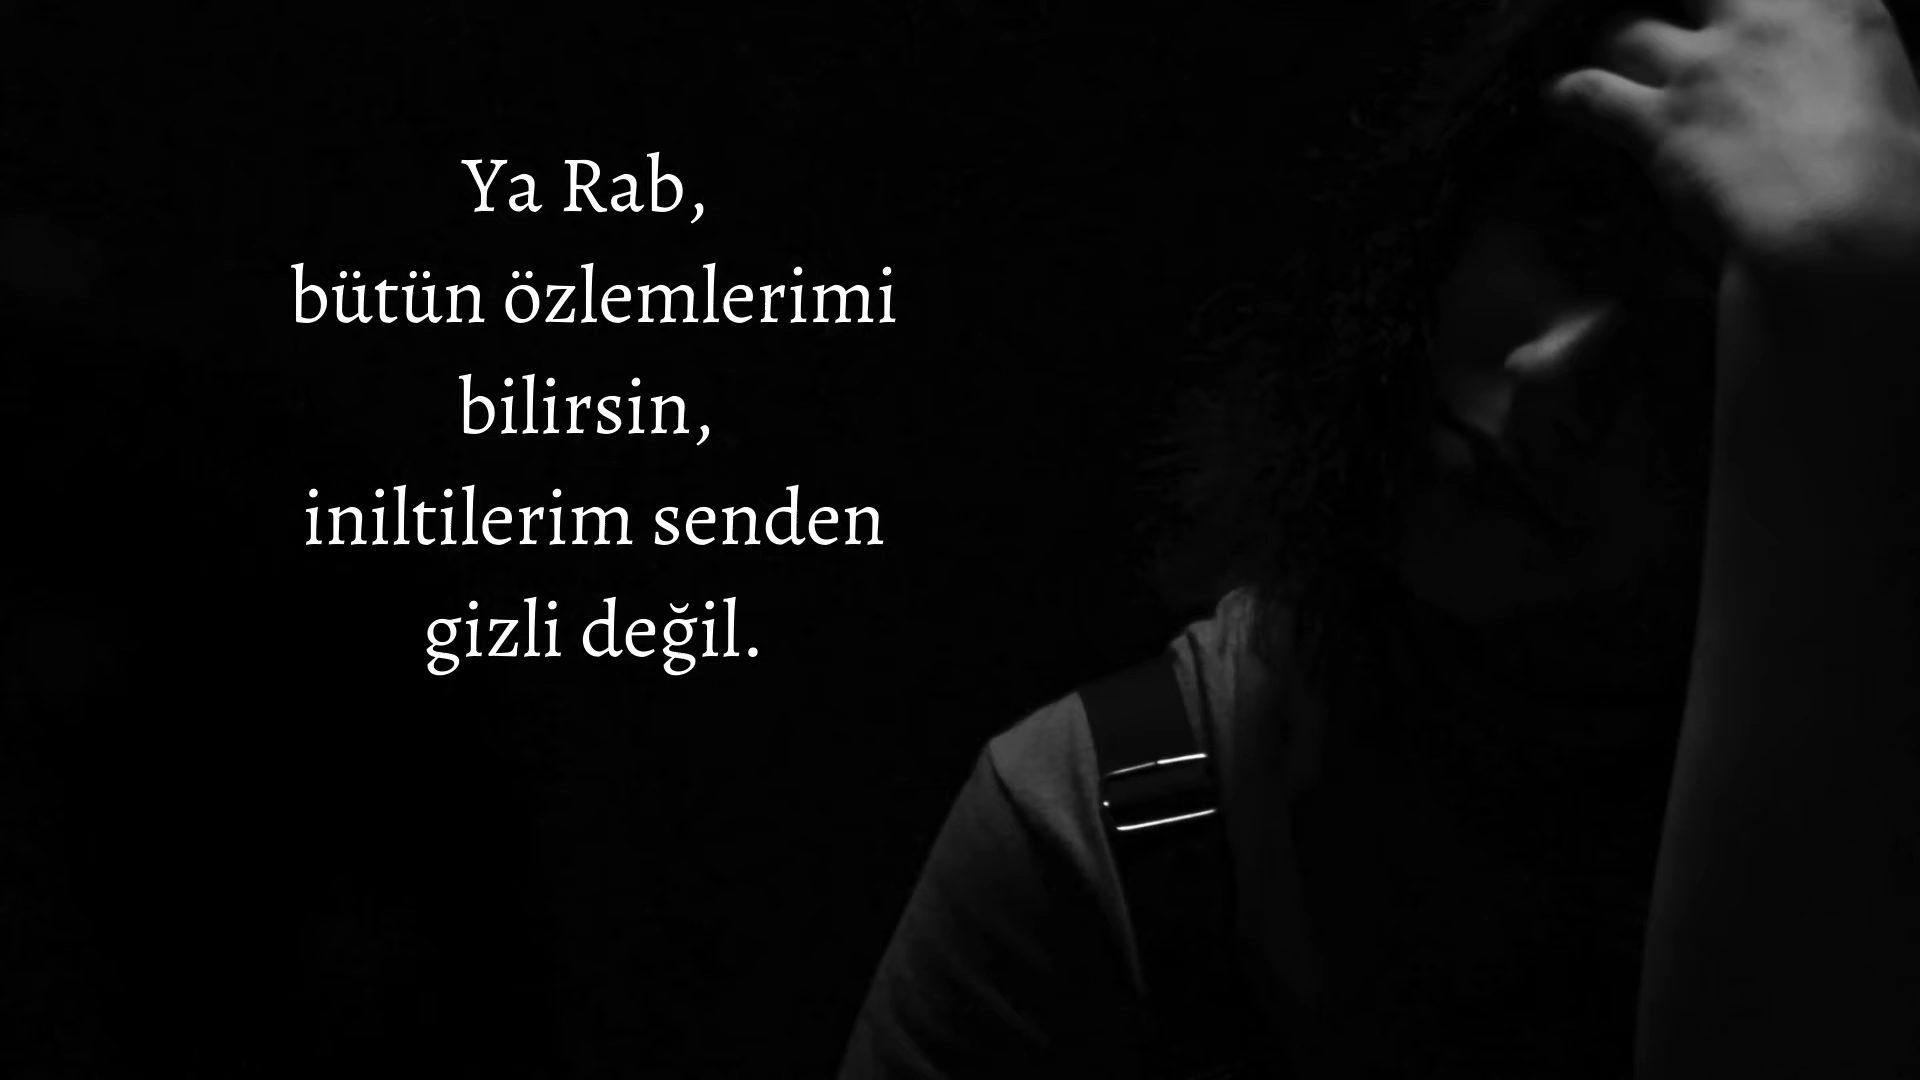 Ya Rab,
bütün özlemlerimi
bilirsin,
iniltilerim senden
gizli değil.